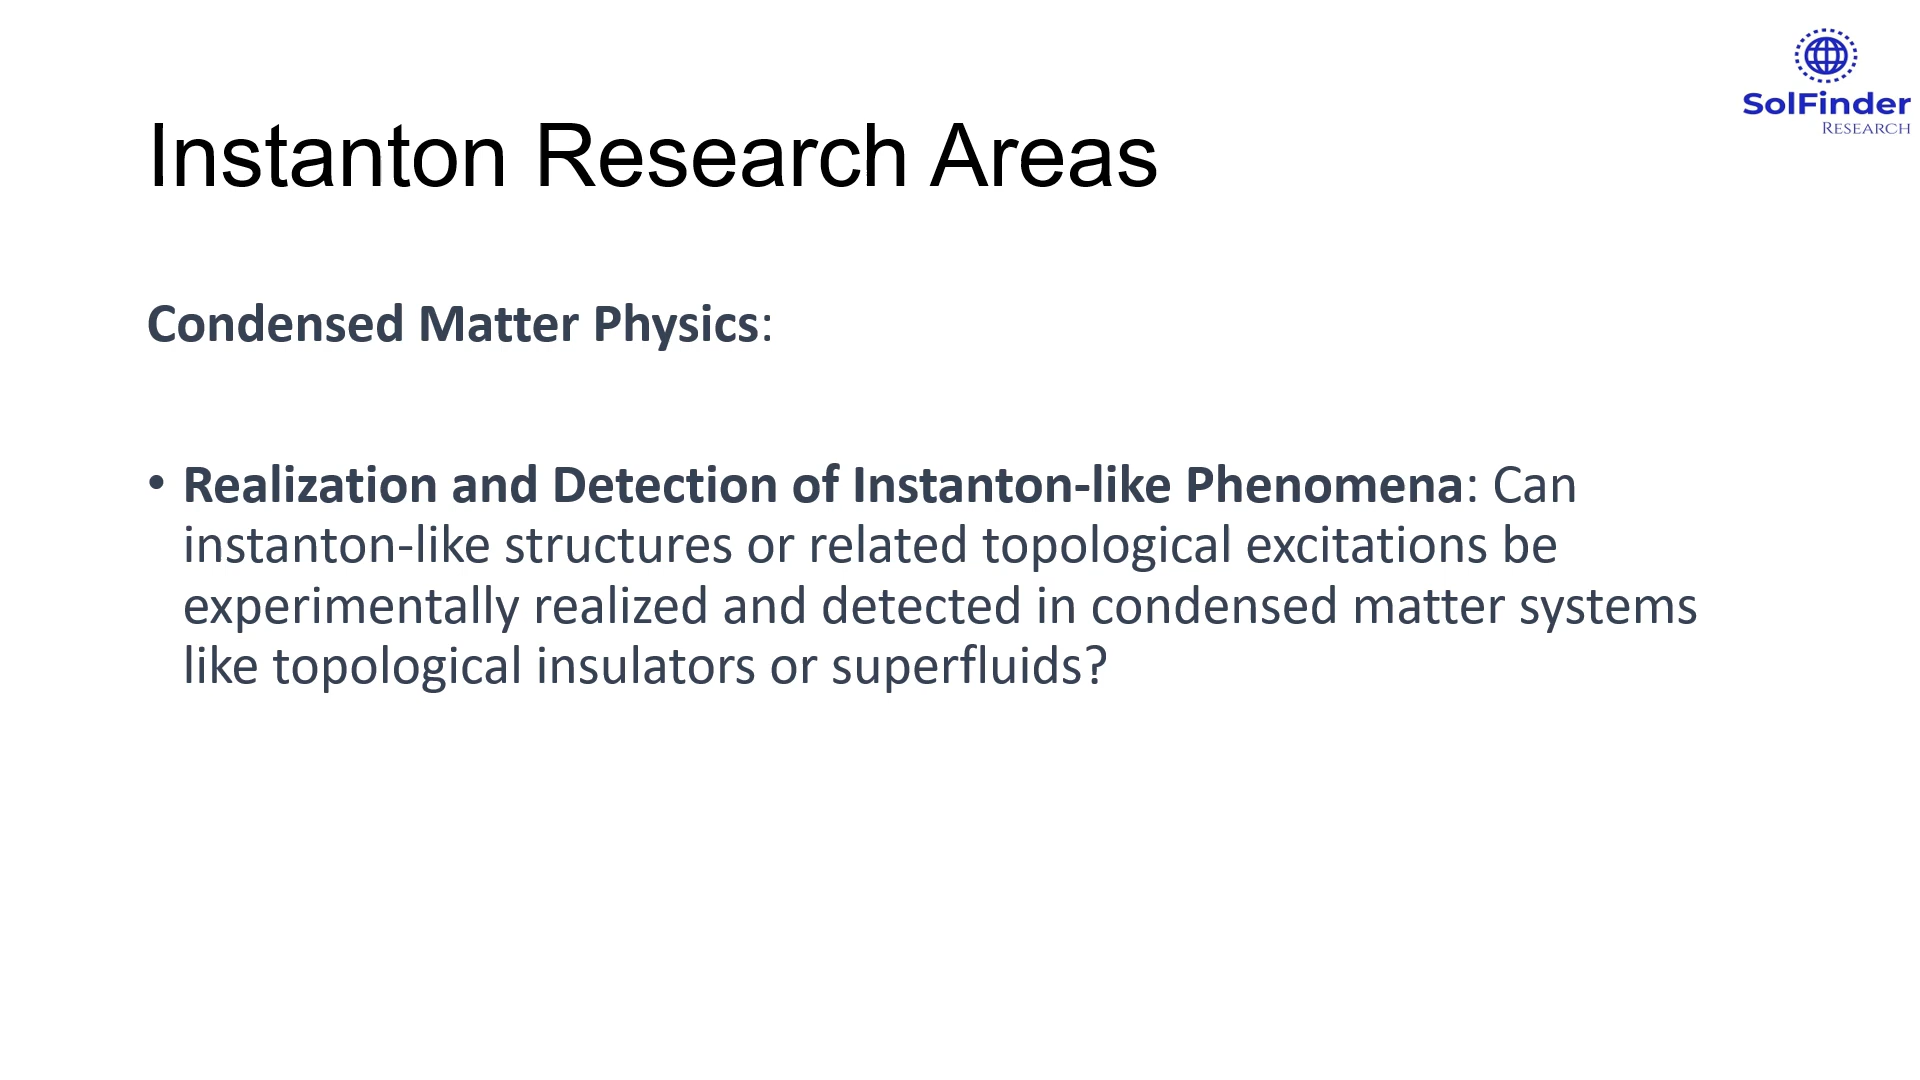 SolFinder
RESEARCH
Instanton Research Areas
Condensed Matter Physics:
• Realization and Detection of Instanton-like Phenomena: Can
instanton-like structures or related topological excitations be
experimentally realized and detected in condensed matter systems
like topological insulators or superfluids?